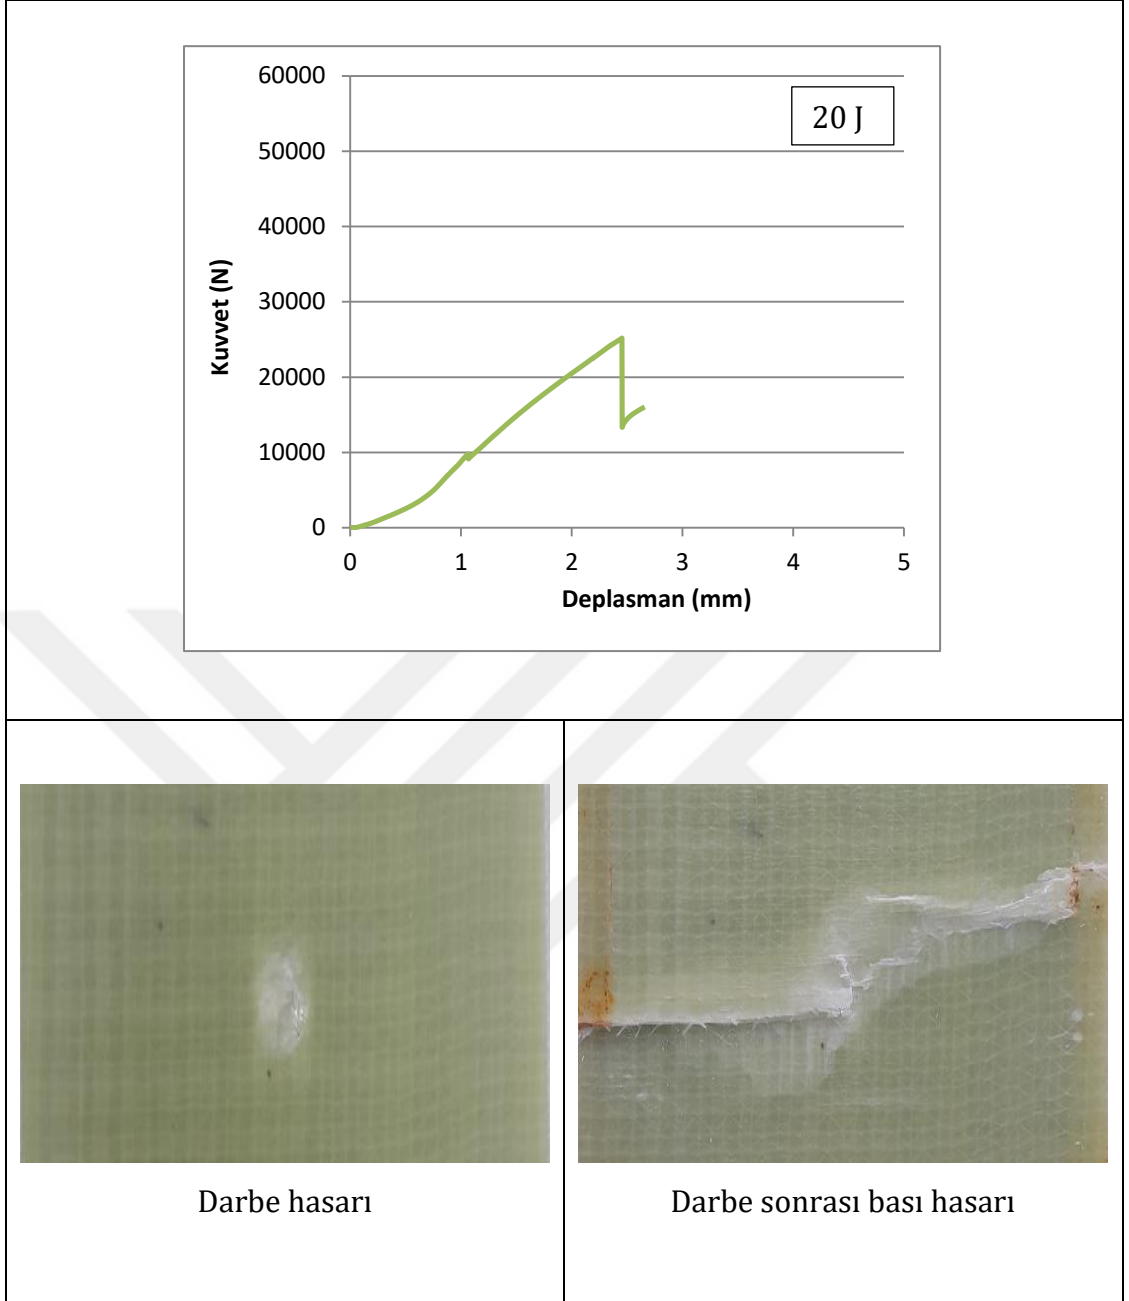 60000
20 J
50000
40000
30000
20000
10000
0
Kuvvet (N)
0 1 2 3 4 5
Deplasman (mm)
Darbe hasarı
Darbe sonrası bası hasarı